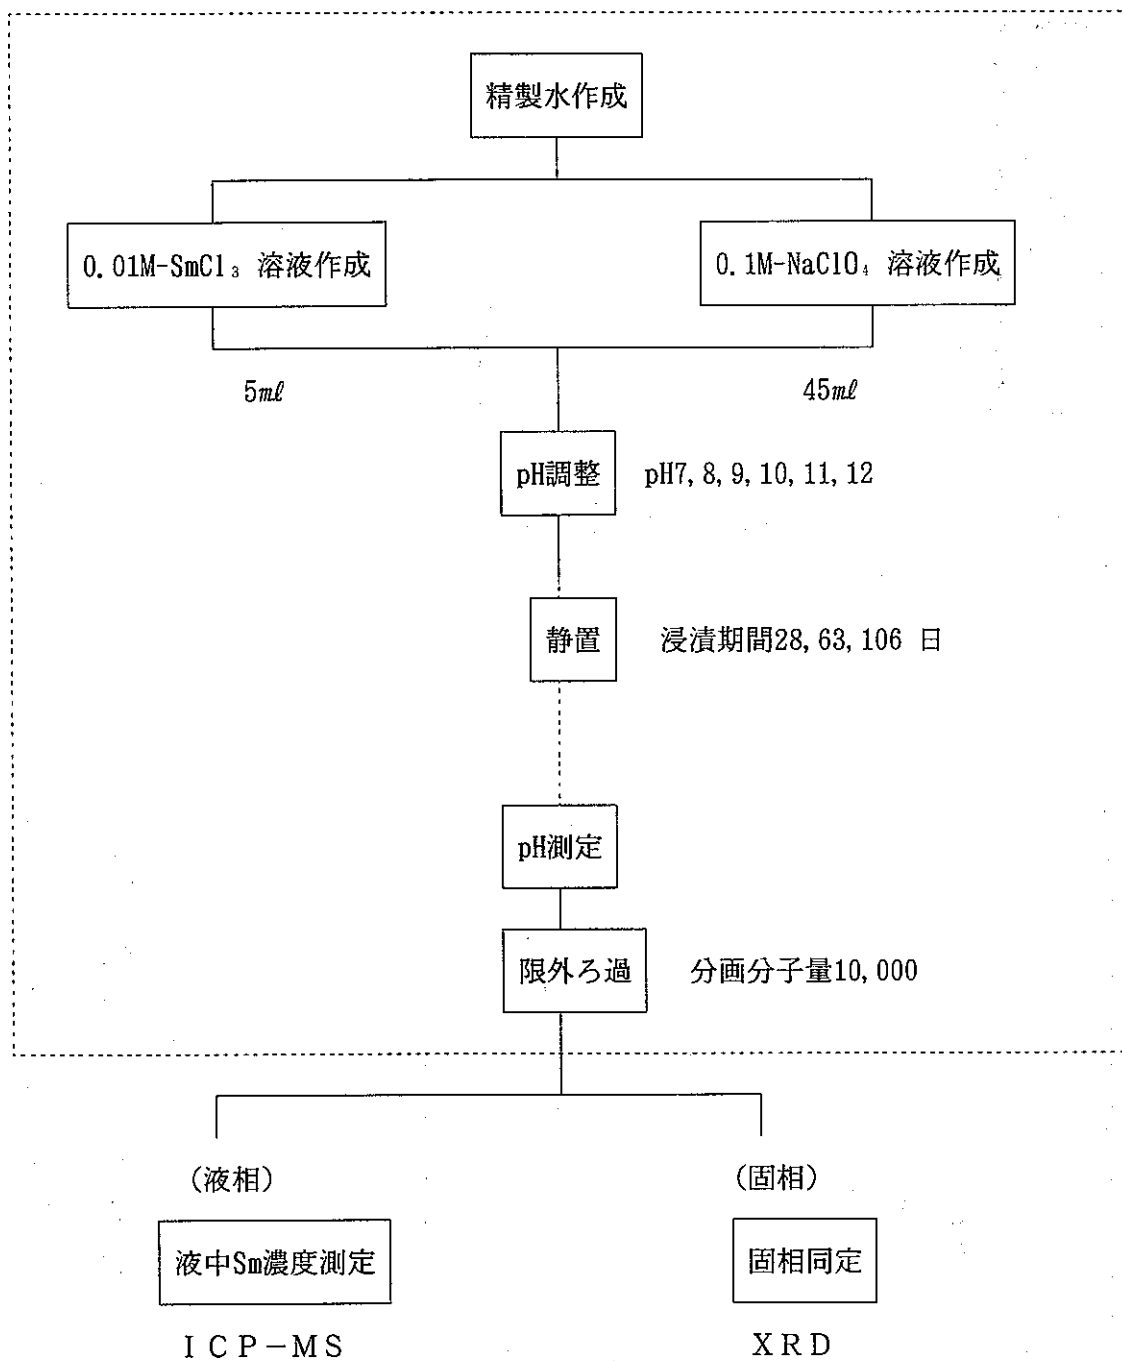 精製水作成
0.01M-SmCl₃ 溶液作成
0.1M-NaClO₄ 溶液作成
5mℓ
45mℓ
pH調整
pH7, 8, 9, 10, 11, 12
静置
浸漬期間28, 63, 106 日
pH測定
限外ろ過
分画分子量10,000
(液相)
(固相)
液中Sm濃度測定
固相同定
ICP-MS
XRD